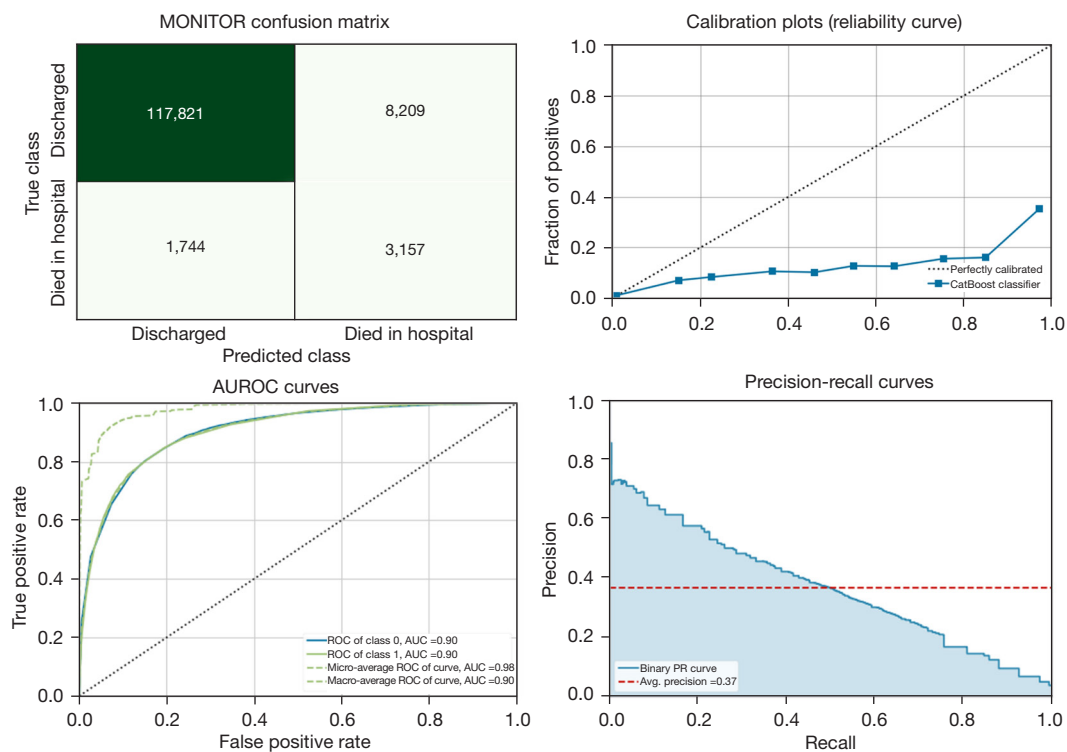 MONITOR confusion matrix
True class
Discharged
Died in hospital
117,821
8,209
1,744
3,157
Discharged
Died in hospital
Predicted class
Calibration plots (reliability curve)
Fraction of positives
1.0
0.8
0.6
0.4
0.2
0.0
Perfectly calibrated
CatBoost classifier
0.0
0.2
0.4
0.6
0.8
1.0
AUROC curves
True positive rate
1.0
0.8
0.6
0.4
0.2
0.0
ROC of class 0, AUC =0.90
ROC of class 1, AUC =0.90
Micro-average ROC of curve, AUC =0.98
Macro-average ROC of curve, AUC =0.90
0.0
0.2
0.4
0.6
0.8
1.0
False positive rate
Precision-recall curves
Precision
1.0
0.8
0.6
0.4
0.2
0.0
Binary PR curve
Avg. precision =0.37
0.0
0.2
0.4
0.6
0.8
1.0
Recall